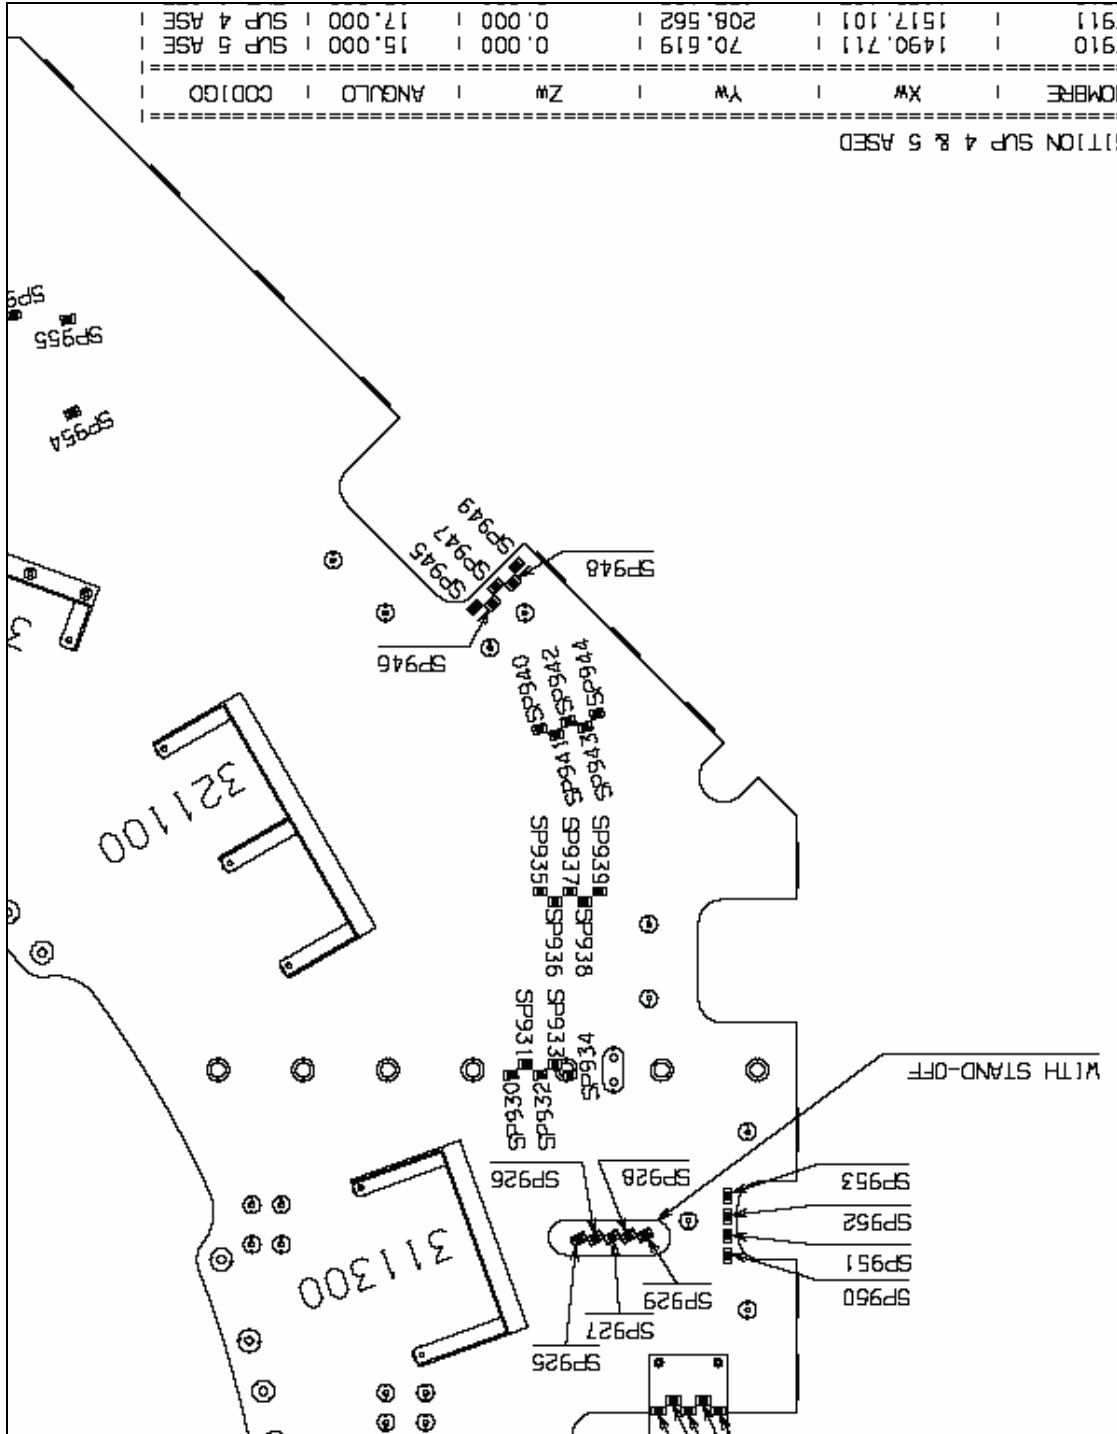 SP925
SP927
SP929
SP950
SP951
SP952
SP953
311300
SP926
SP928
SP930
SP932
WITH STAND-OFF
SP934
SP931
SP933
SP936
SP938
SP935
SP937
SP939
321100
SP941
SP943
SP940
SP942
SP944
SP946
SP948
SP945
SP947
SP949
SP954
SP955
SP9
ITION SUP 4 & 5 ASED
OMBRE | Xw | Yw | Zw | ANGULO | CODIGO |
910 | 1490.711 | 70.619 | 0.000 | 15.000 | SUP 5 ASE
911 | 1517.101 | 208.562 | 0.000 | 17.000 | SUP 4 ASE